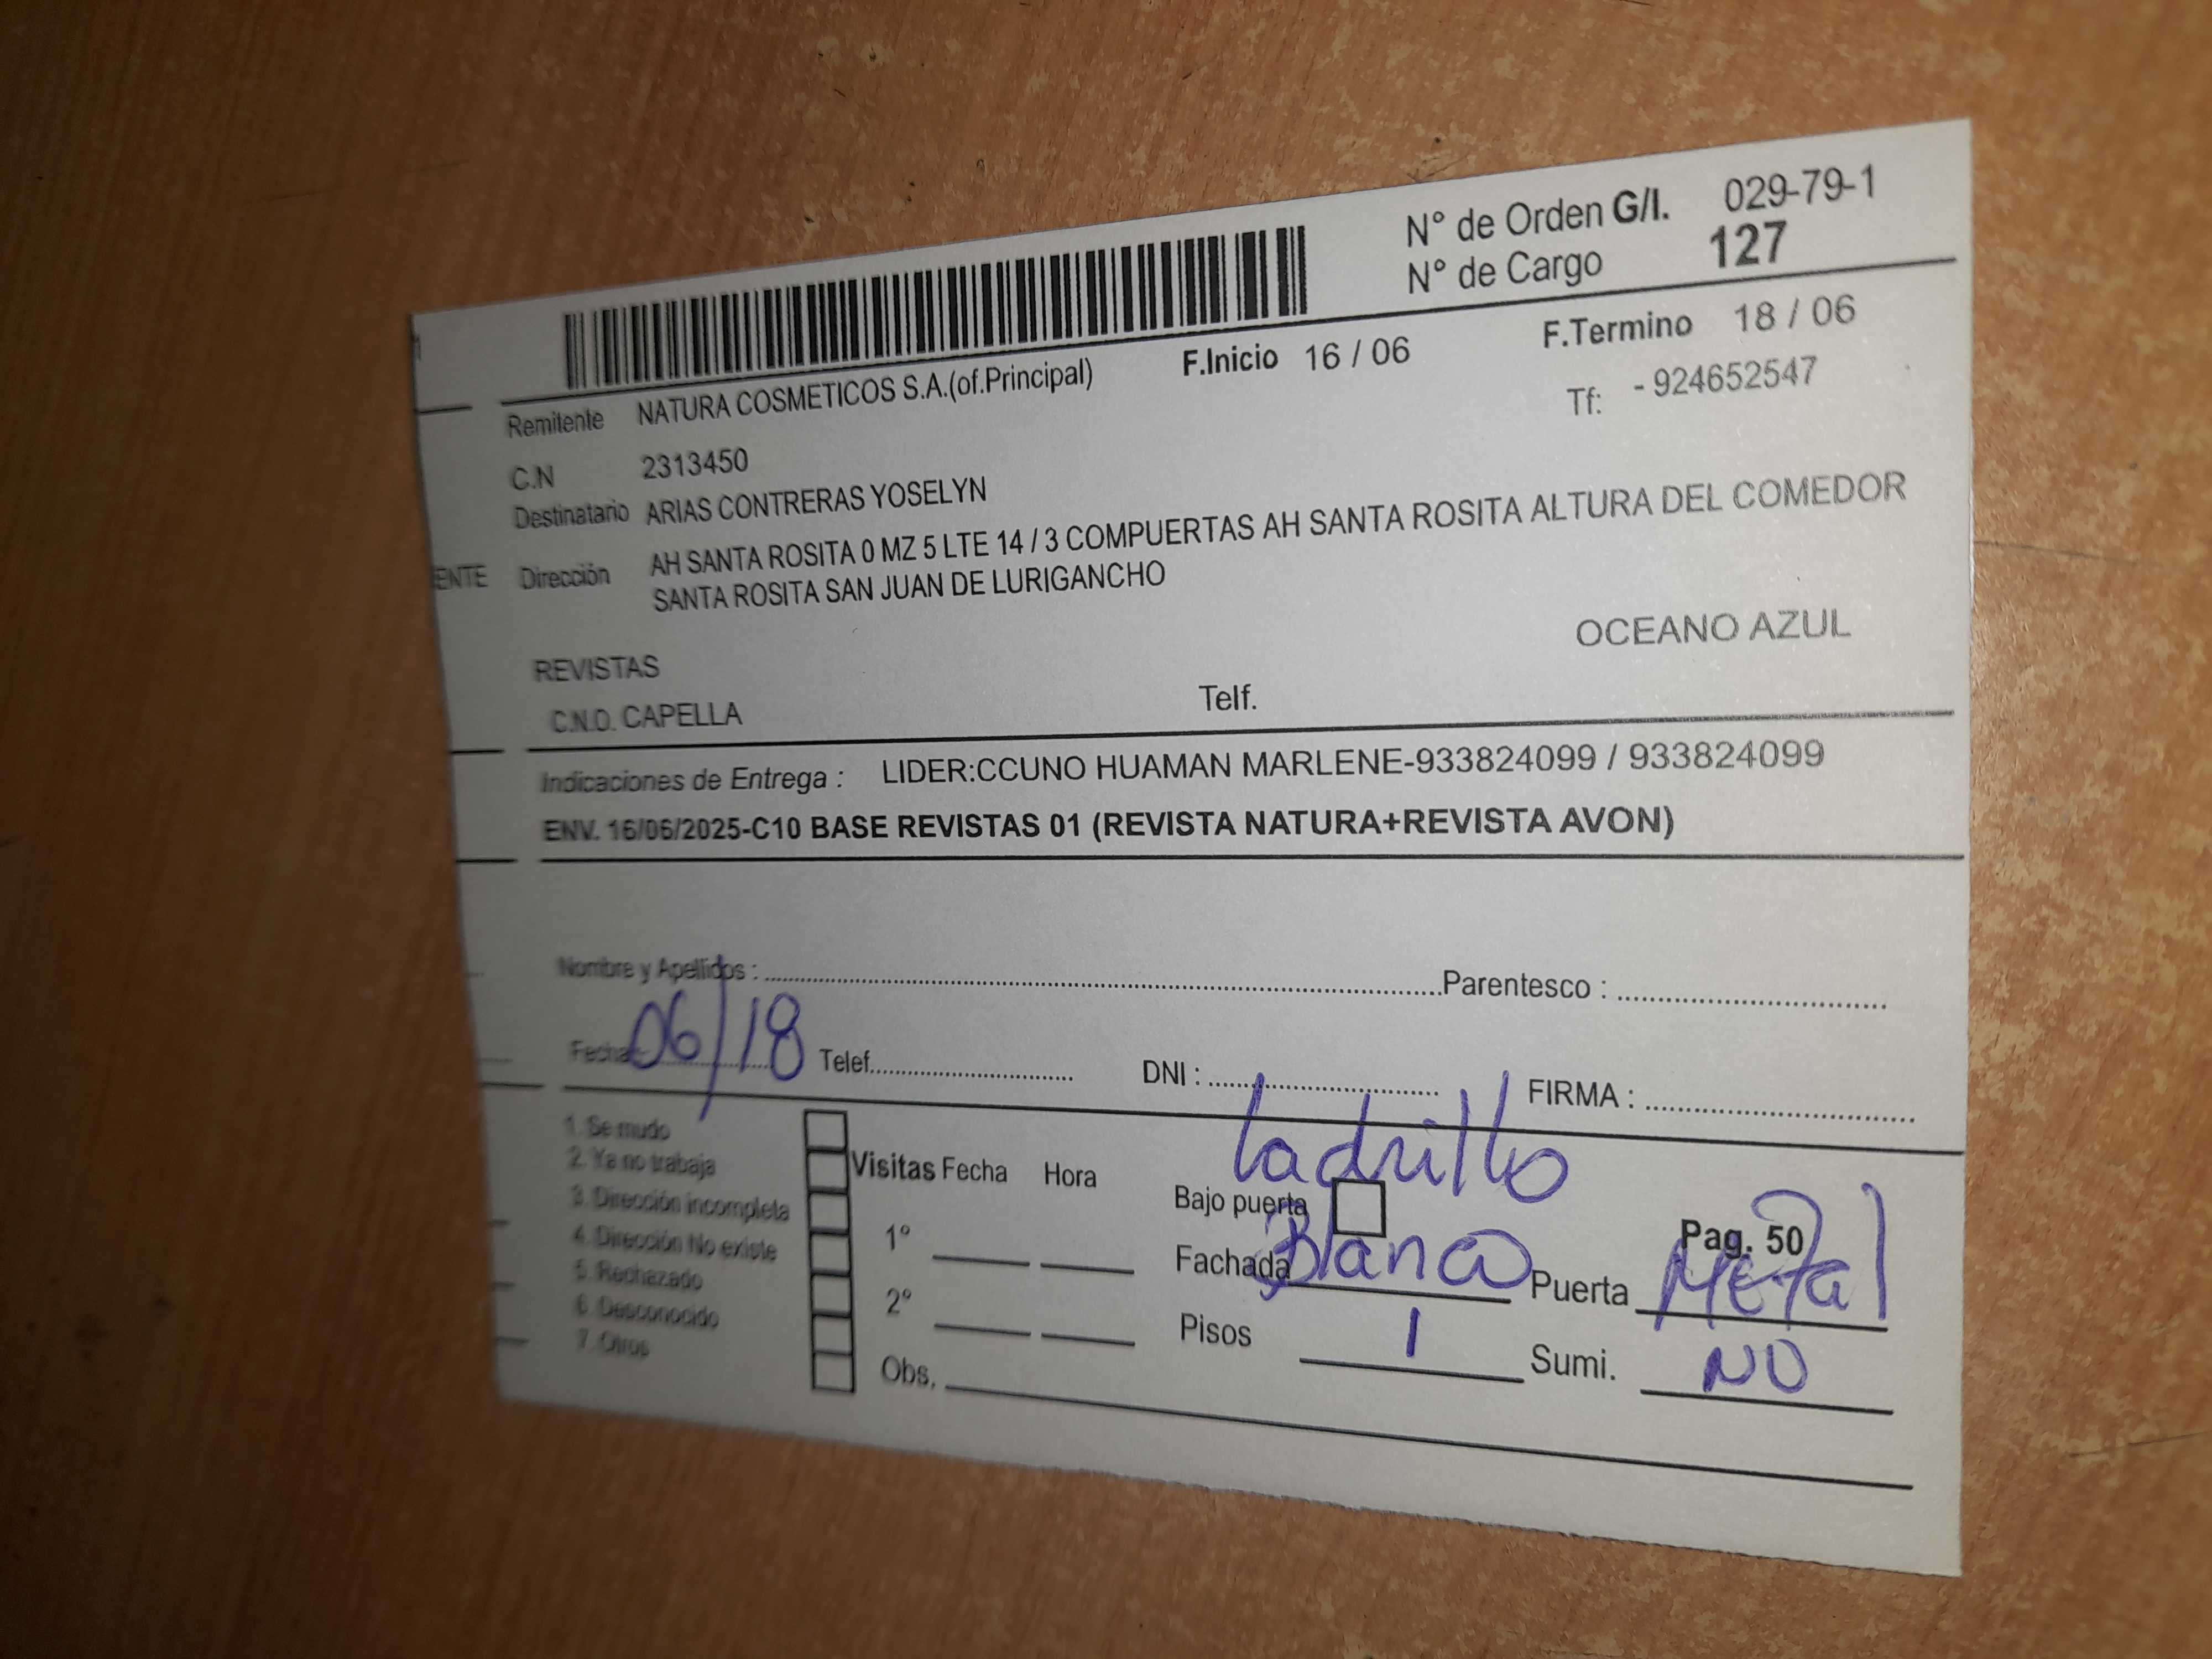 N° de Orden G/I. 029-79-1
N° de Cargo 127
F.Inicio 16 / 06 F.Termino 18 / 06
Remitente NATURA COSMETICOS S.A.(of.Principal) Tf: - 924652547
C.N 2313450
Destinatario ARIAS CONTRERAS YOSELYN
ENTE Dirección AH SANTA ROSITA 0 MZ 5 LTE 14 / 3 COMPUERTAS AH SANTA ROSITA ALTURA DEL COMEDOR
SANTA ROSITA SAN JUAN DE LURIGANCHO
REVISTAS OCEANO AZUL
C.N.O. CAPELLA Telf.
Indicaciones de Entrega : LIDER:CCUNO HUAMAN MARLENE-933824099 / 933824099
ENV. 16/06/2025-C10 BASE REVISTAS 01 (REVISTA NATURA+REVISTA AVON)
Nombre y Apellidos : Parentesco :
Fecha: 06/18 Telef. DNI : FIRMA :
1. Se mudo
2. Ya no trabaja
3. Dirección incompleta
4. Dirección No existe
5. Rechazado
6. Desconocido
7. Otros
Visitas Fecha Hora
1°
2°
Obs.
ladrillo
Bajo puerta Pag. 50
Fachada Blanco Puerta Metal
Pisos 1 Sumi. NO